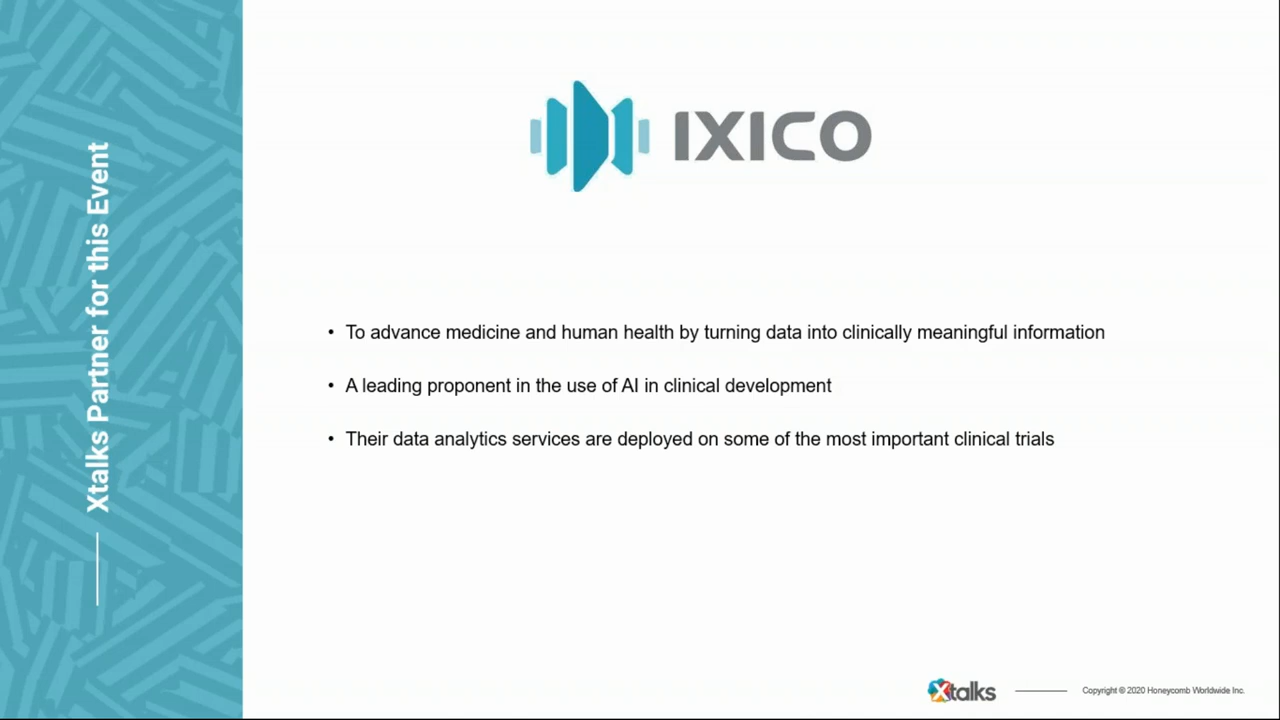 Xtalks Partner for this Event
IXICO
• To advance medicine and human health by turning data into clinically meaningful information
• A leading proponent in the use of AI in clinical development
• Their data analytics services are deployed on some of the most important clinical trials
Xtalks
Copyright © 2020 Honeycomb Worldwide Inc.